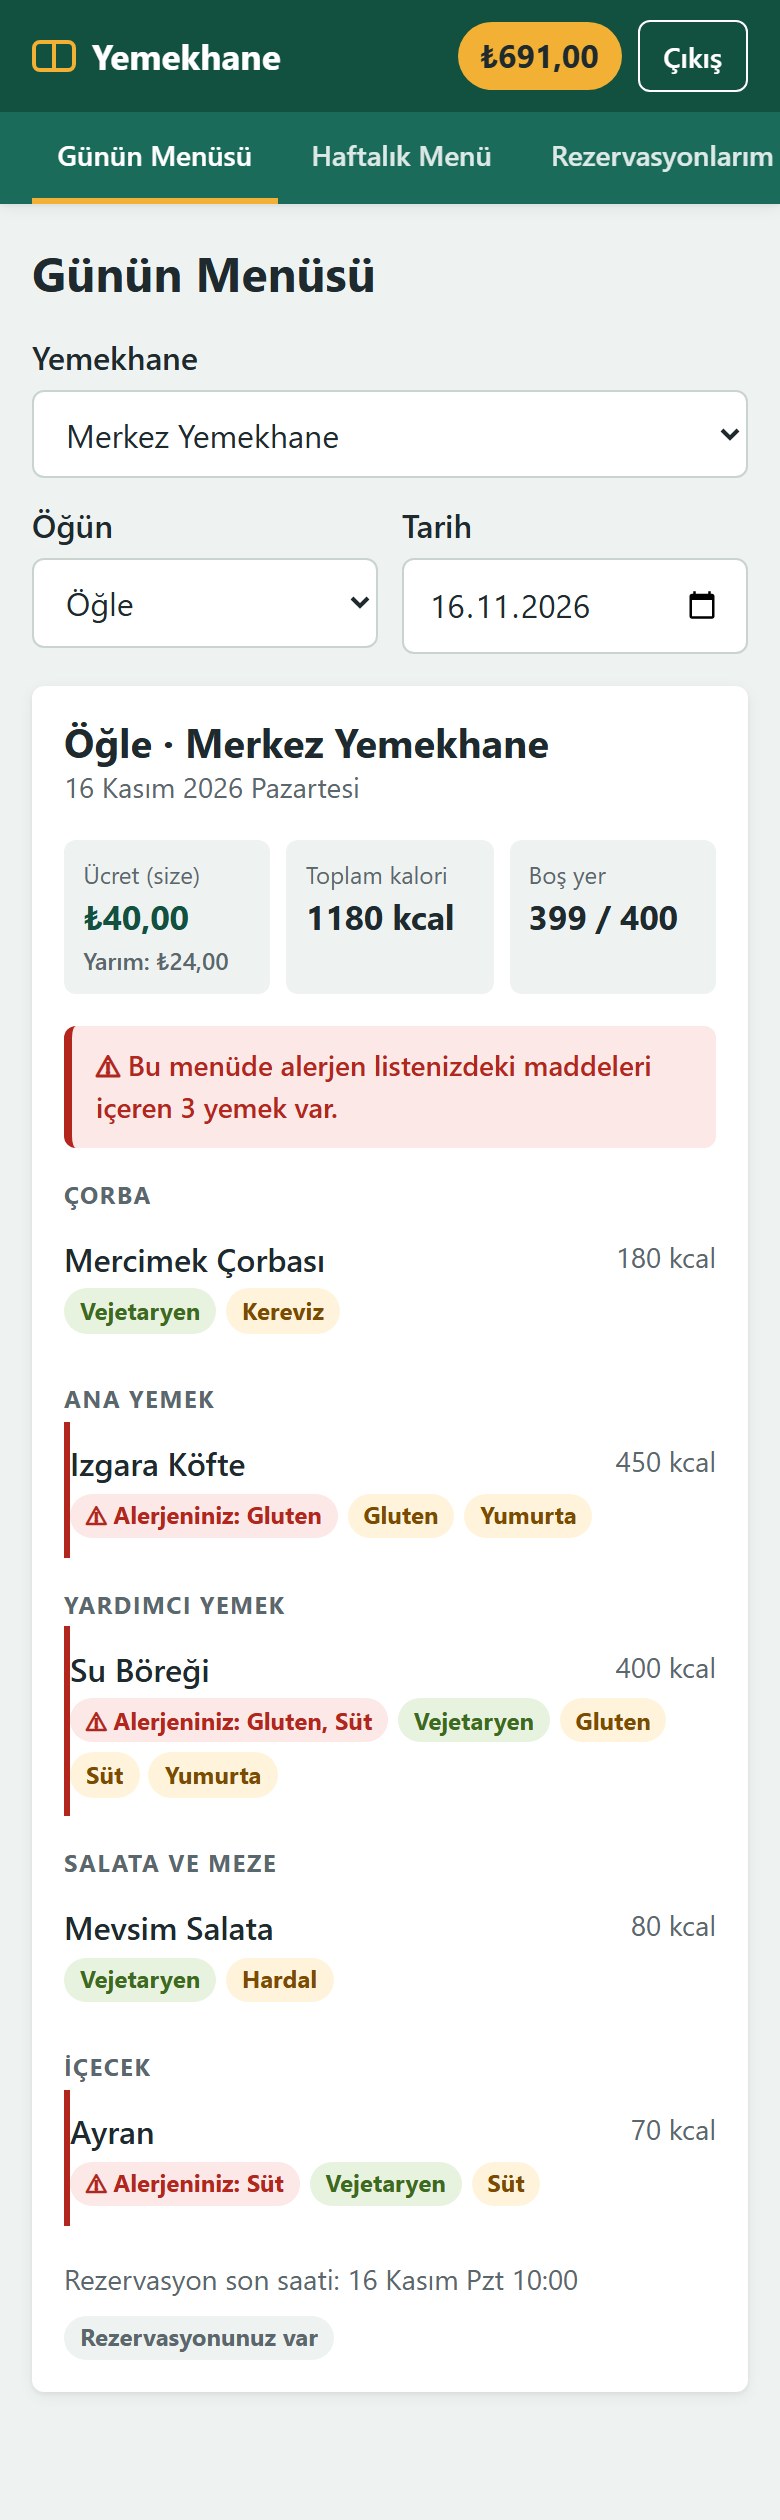 Yemekhane
₺691,00
Çıkış
Günün Menüsü
Haftalık Menü
Rezervasyonlarım
Günün Menüsü
Yemekhane
Merkez Yemekhane
Öğün
Tarih
Öğle
16.11.2026
Öğle · Merkez Yemekhane
16 Kasım 2026 Pazartesi
Ücret (size)
₺40,00
Yarım: ₺24,00
Toplam kalori
1180 kcal
Boş yer
399 / 400
⚠ Bu menüde alerjen listenizdeki maddeleri
içeren 3 yemek var.
ÇORBA
Mercimek Çorbası
180 kcal
Vejetaryen
Kereviz
ANA YEMEK
Izgara Köfte
450 kcal
⚠ Alerjeniniz: Gluten
Gluten
Yumurta
YARDIMCI YEMEK
Su Böreği
400 kcal
⚠ Alerjeniniz: Gluten, Süt
Vejetaryen
Gluten
Süt
Yumurta
SALATA VE MEZE
Mevsim Salata
80 kcal
Vejetaryen
Hardal
İÇECEK
Ayran
70 kcal
⚠ Alerjeniniz: Süt
Vejetaryen
Süt
Rezervasyon son saati: 16 Kasım Pzt 10:00
Rezervasyonunuz var